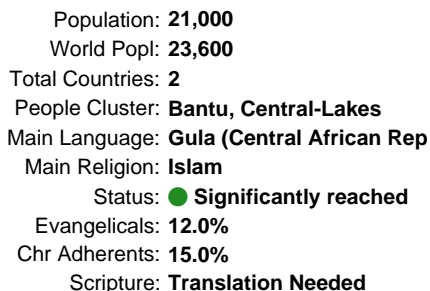 Population: 21,000
World Popl: 23,600
Total Countries: 2
People Cluster: Bantu, Central-Lakes
Main Language: Gula (Central African Rep
Main Religion: Islam
Status: Significantly reached
Evangelicals: 12.0%
Chr Adherents: 15.0%
Scripture: Translation Needed